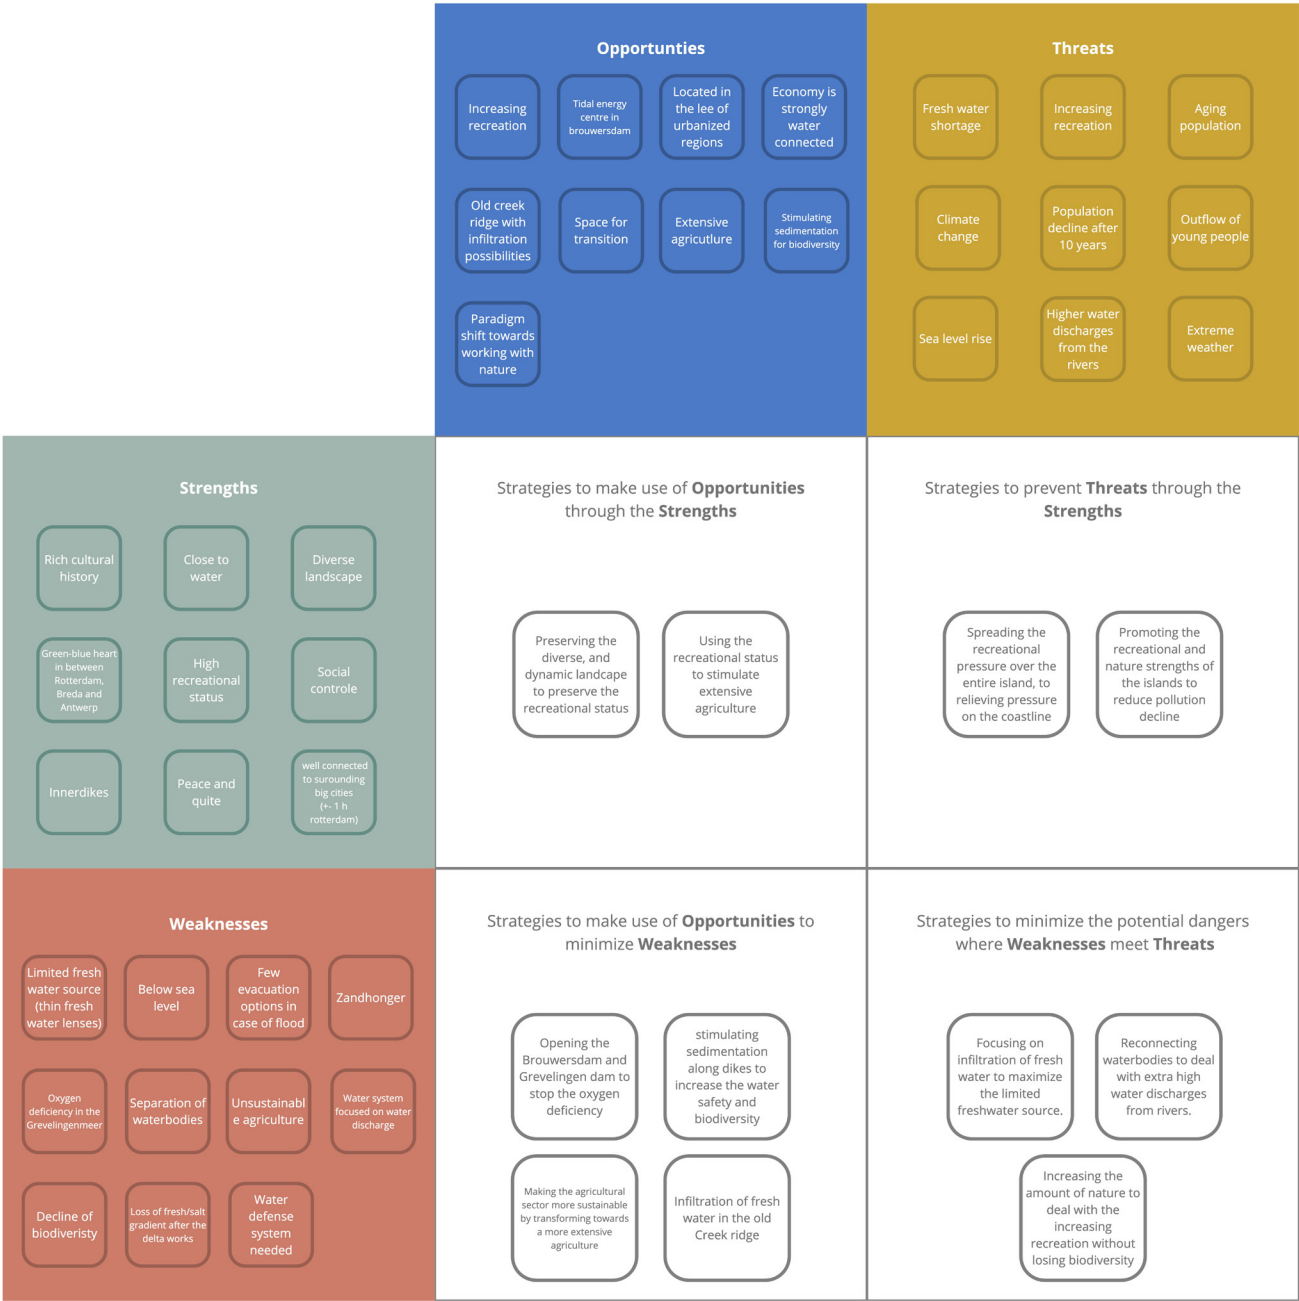 Opportunties
Increasing
recreation
Tidal energy
centre in
brouwersdam
Located in
the lee of
urbanized
regions
Economy is
strongly
water
connected
Old creek
ridge with
infiltration
possibilities
Space for
transition
Extensive
agricutlure
Stimulating
sedimentation
for biodiversity
Paradigm
shift towards
working with
nature
Threats
Fresh water
shortage
Increasing
recreation
Aging
population
Climate
change
Population
decline after
10 years
Outflow of
young people
Sea level rise
Higher water
discharges
from the
rivers
Extreme
weather
Strengths
Rich cultural
history
Close to
water
Diverse
landscape
Green-blue heart
in between
Rotterdam,
Breda and
Antwerp
High
recreational
status
Social
controle
Innerdikes
Peace and
quite
well connected
to surounding
big cities
(+- 1 h
rotterdam)
Strategies to make use of Opportunities
through the Strengths
Preserving the
diverse, and
dynamic landcape
to preserve the
recreational status
Using the
recreational status
to stimulate
extensive
agriculture
Strategies to prevent Threats through the
Strengths
Spreading the
recreational
pressure over the
entire island, to
relieving pressure
on the coastline
Promoting the
recreational and
nature strengths of
the islands to
reduce pollution
decline
Weaknesses
Limited fresh
water source
(thin fresh
water lenses)
Below sea
level
Few
evacuation
options in
case of flood
Zandhonger
Oxygen
deficiency in the
Grevelingenmeer
Separation of
waterbodies
Unsustainabl
e agriculture
Water system
focused on water
discharge
Decline of
biodiveristy
Loss of fresh/salt
gradient after the
delta works
Water
defense
system
needed
Strategies to make use of Opportunities to
minimize Weaknesses
Opening the
Brouwersdam and
Grevelingen dam to
stop the oxygen
deficiency
stimulating
sedimentation
along dikes to
increase the water
safety and
biodiversity
Making the agricultural
sector more sustainable
by transforming towards
a more extensive
agriculture
Infiltration of fresh
water in the old
Creek ridge
Strategies to minimize the potential dangers
where Weaknesses meet Threats
Focusing on
infiltration of fresh
water to maximize
the limited
freshwater source.
Reconnecting
waterbodies to deal
with extra high
water discharges
from rivers.
Increasing the
amount of nature to
deal with the
increasing
recreation without
losing biodiversity